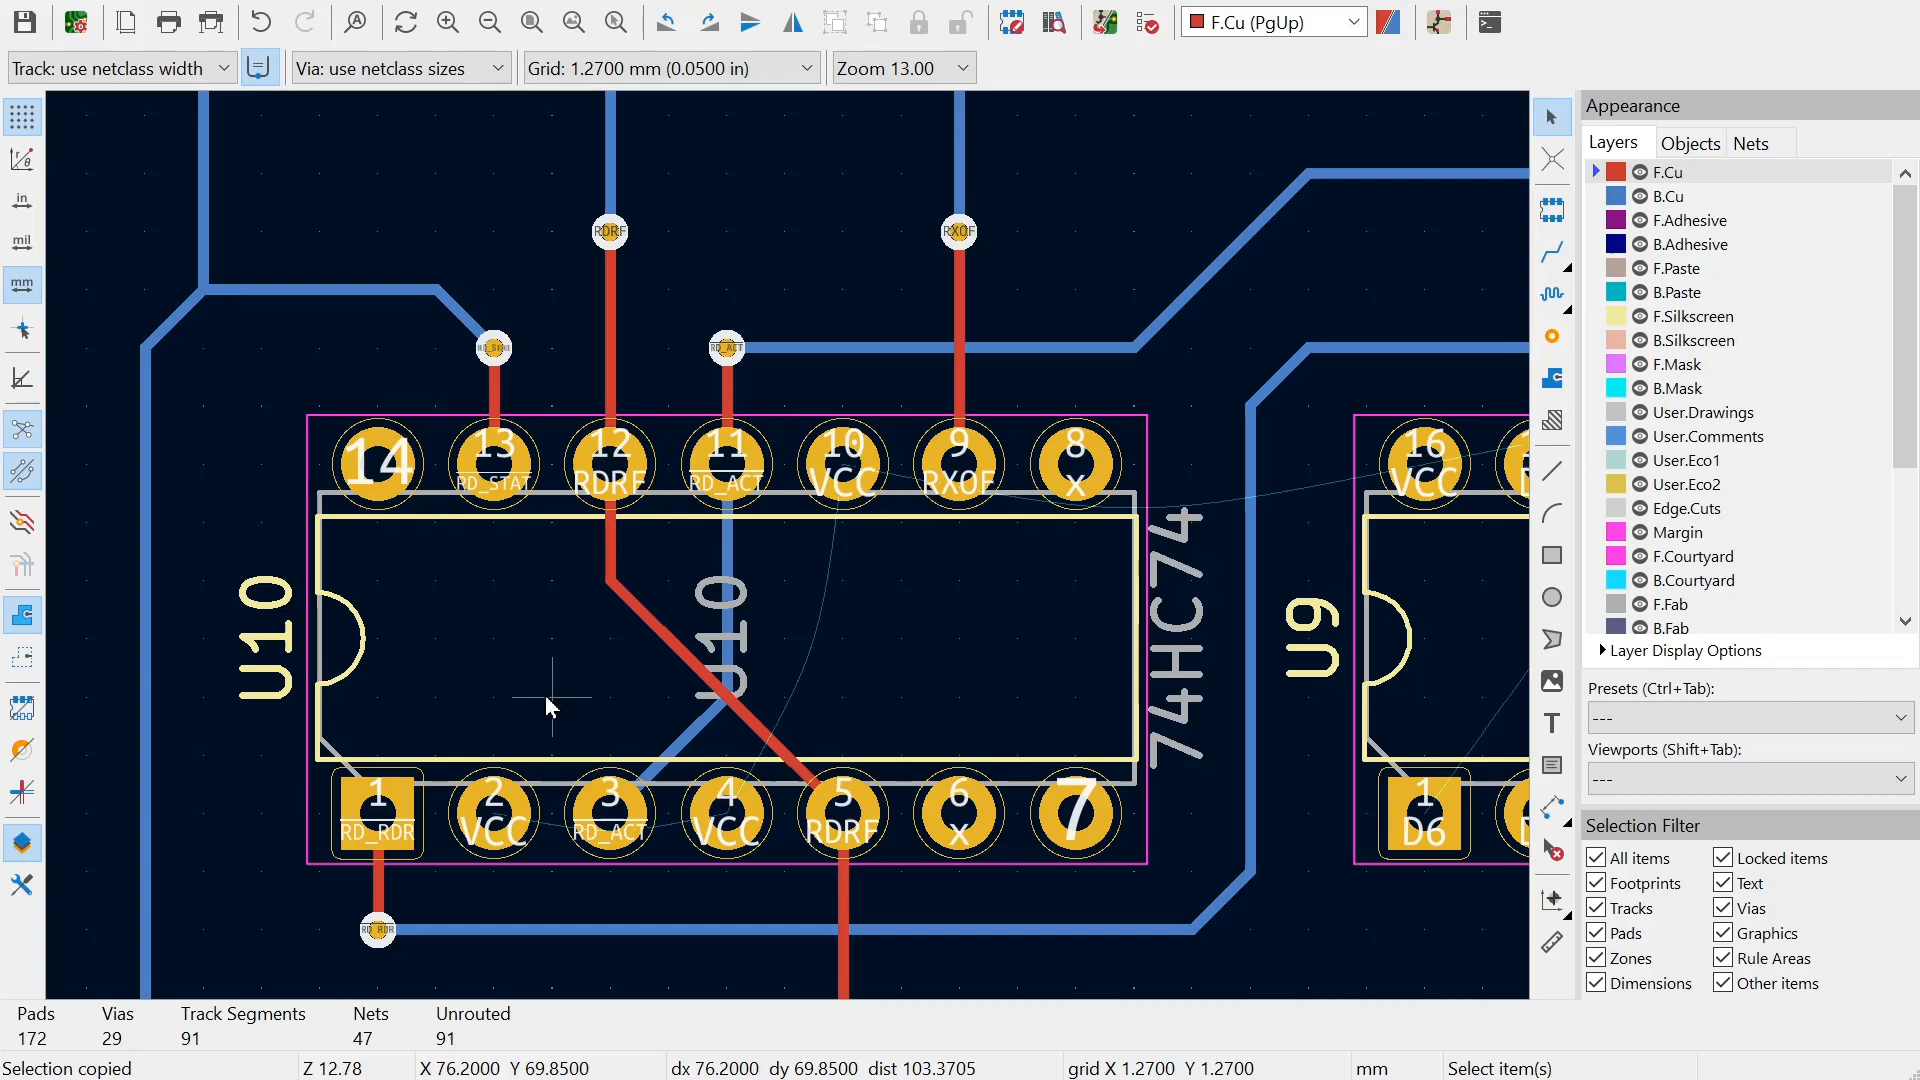 F.Cu (PgUp)
Track: use netclass width
Via: use netclass sizes
Grid: 1.2700 mm (0.0500 in)
Zoom 13.00
Appearance
Layers
Objects
Nets
in
mil
mm
F.Cu
B.Cu
F.Adhesive
B.Adhesive
F.Paste
B.Paste
F.Silkscreen
B.Silkscreen
F.Mask
B.Mask
User.Drawings
User.Comments
User.Eco1
User.Eco2
Edge.Cuts
Margin
F.Courtyard
B.Courtyard
F.Fab
B.Fab
Layer Display Options
Presets (Ctrl+Tab):
---
Viewports (Shift+Tab):
---
Selection Filter
All items
Locked items
Footprints
Text
Tracks
Vias
Pads
Graphics
Zones
Rule Areas
Dimensions
Other items
RDRF
RXOF
RD_STAT
RD_ACT
14
13
RD_STAT
12
RDRF
11
RD_ACT
10
VCC
9
RXOF
8
x
16
VCC
U10
U10
74HC74
U9
1
RD_RDR
2
VCC
3
RD_ACT
4
VCC
5
RDRF
6
x
7
1
D6
RD_RDR
Pads
Vias
Track Segments
Nets
Unrouted
172
29
91
47
91
Selection copied
Z 12.78
X 76.2000 Y 69.8500
dx 76.2000 dy 69.8500 dist 103.3705
grid X 1.2700 Y 1.2700
mm
Select item(s)